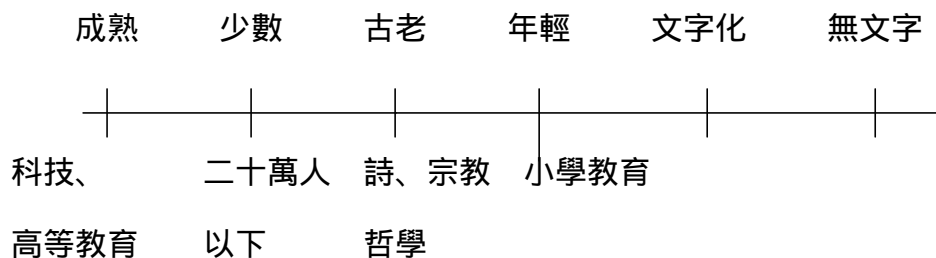 成熟 少數 古老 年輕 文字化 無文字
科技、 二十萬人 詩、宗教 小學教育
高等教育 以下 哲學